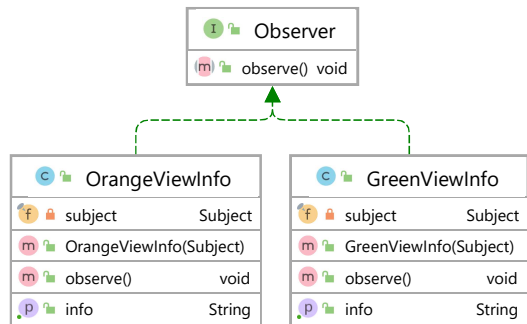 I Observer
m observe() void
C OrangeViewInfo
f subject Subject
m OrangeViewInfo(Subject)
m observe() void
p info String
C GreenViewInfo
f subject Subject
m GreenViewInfo(Subject)
m observe() void
p info String